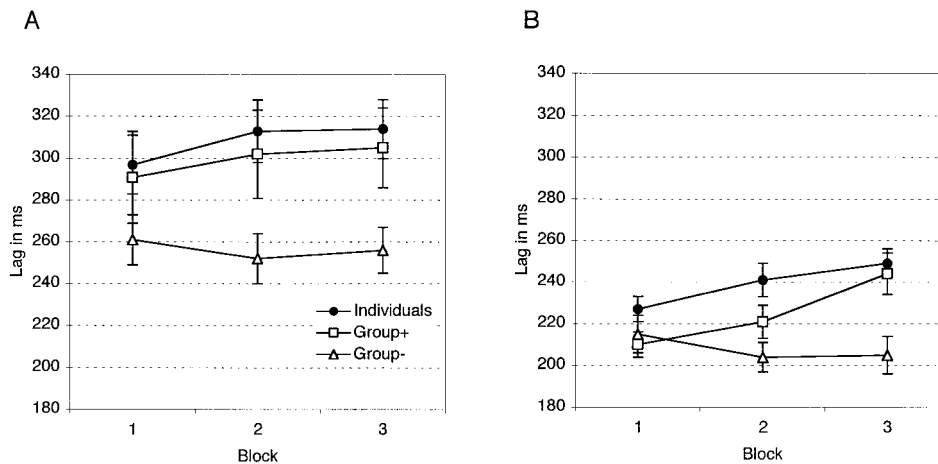 A
340
320
300
280
260
240
220
200
180
Lag in ms
Individuals
Group+
Group-
1 2 3
Block
B
340
320
300
280
260
240
220
200
180
Lag in ms
1 2 3
Block